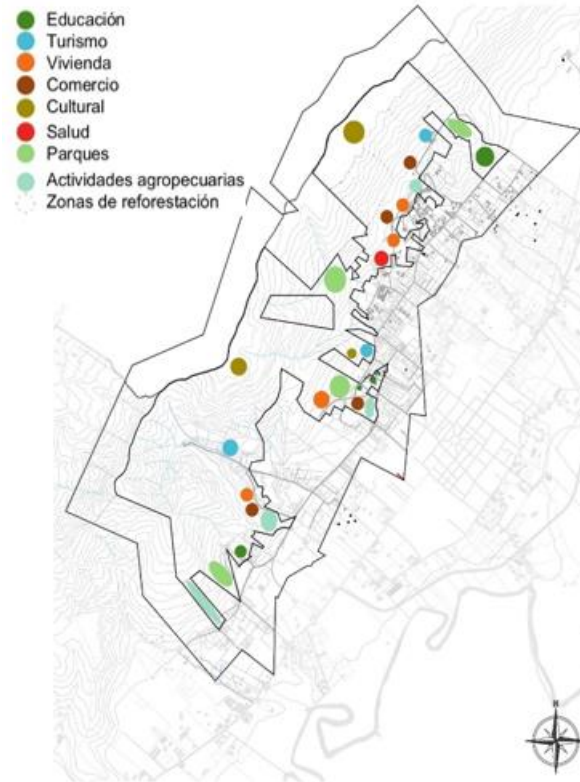 Educación
Turismo
Vivienda
Comercio
Cultural
Salud
Parques
Actividades agropecuarias
Zonas de reforestación
N